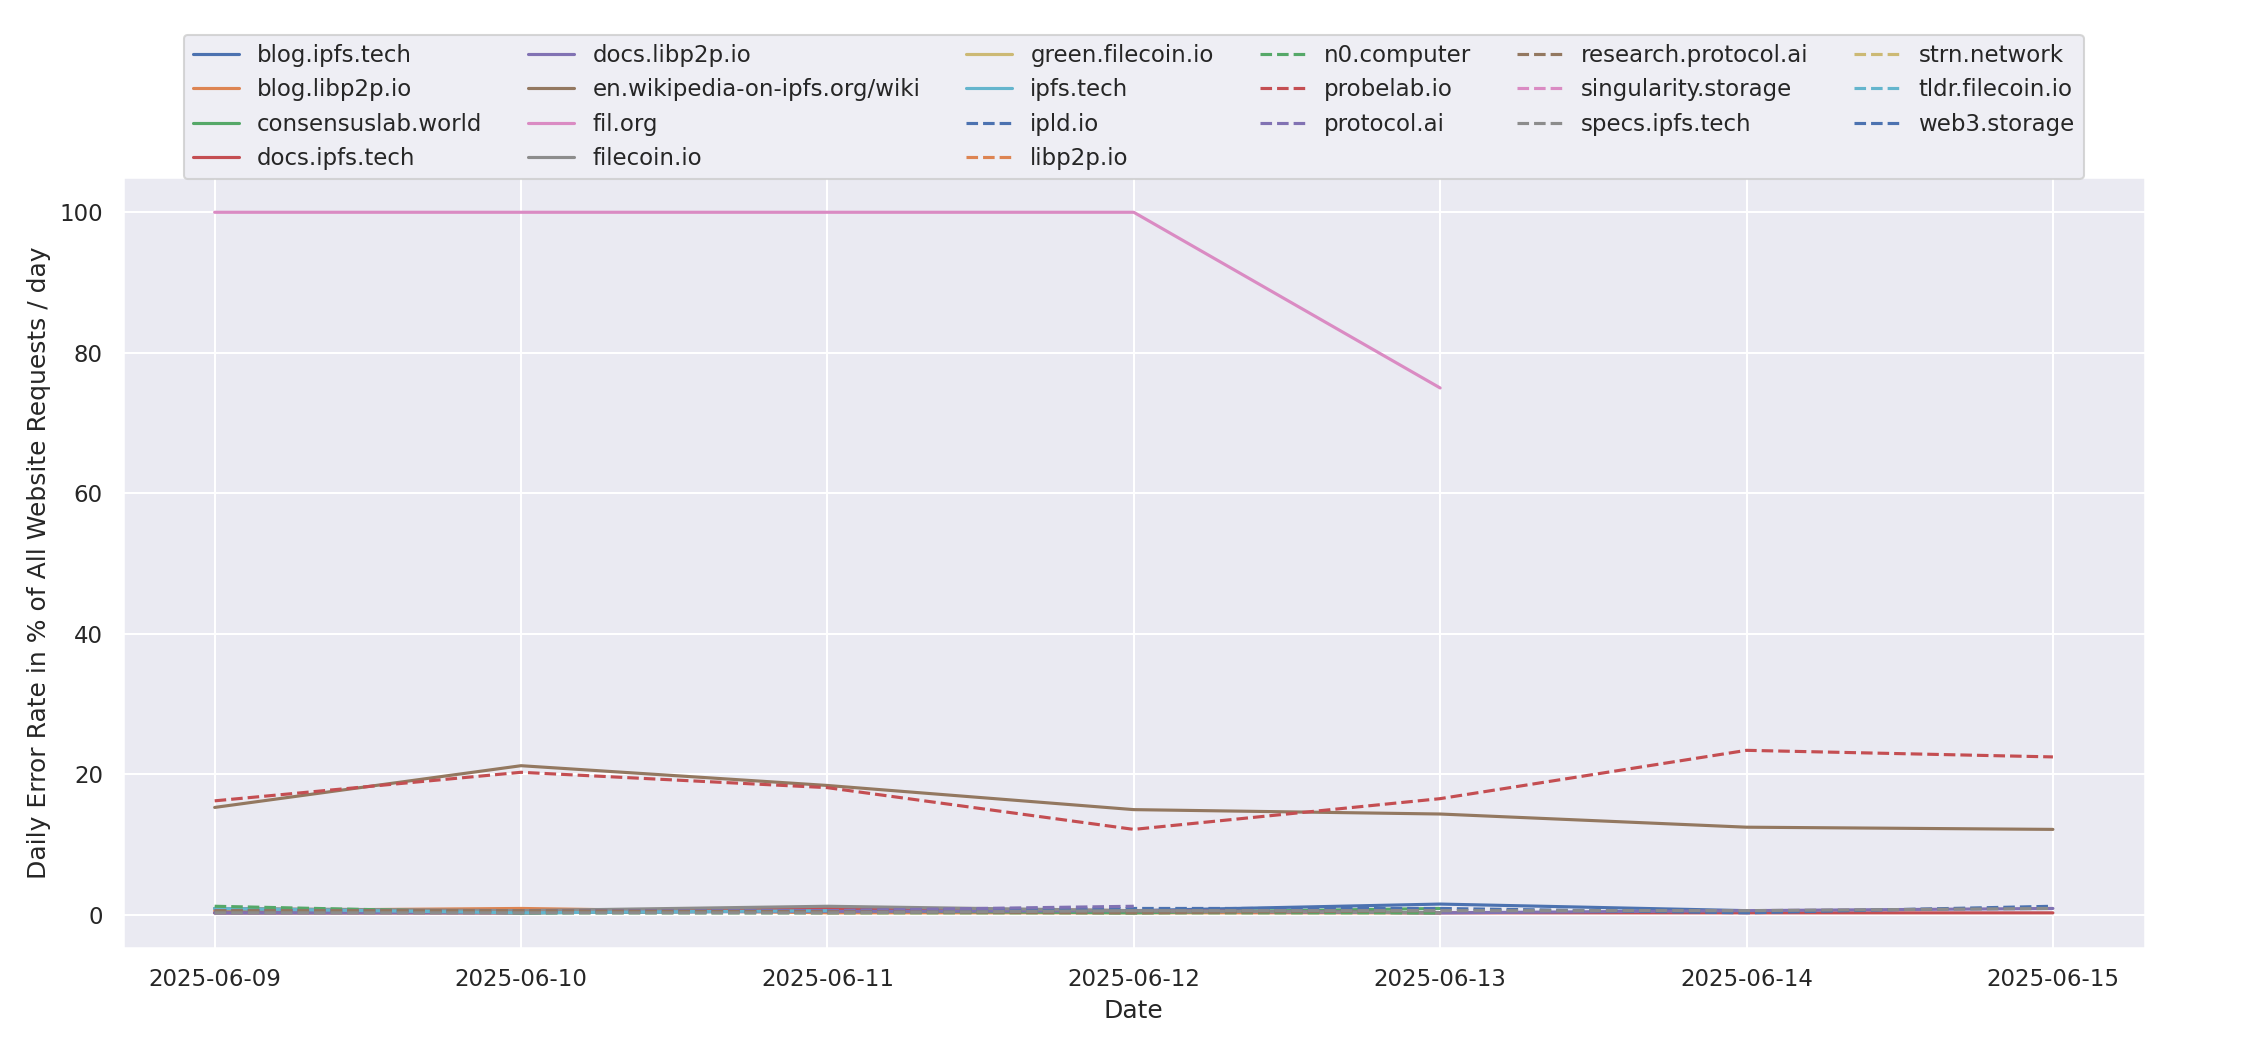 blog.ipfs.tech
blog.libp2p.io
consensuslab.world
docs.ipfs.tech
docs.libp2p.io
en.wikipedia-on-ipfs.org/wiki
fil.org
filecoin.io
green.filecoin.io
ipfs.tech
ipld.io
libp2p.io
n0.computer
probelab.io
protocol.ai
research.protocol.ai
singularity.storage
specs.ipfs.tech
strn.network
tldr.filecoin.io
web3.storage
Daily Error Rate in % of All Website Requests / day
100
80
60
40
20
0
2025-06-09
2025-06-10
2025-06-11
2025-06-12
2025-06-13
2025-06-14
2025-06-15
Date